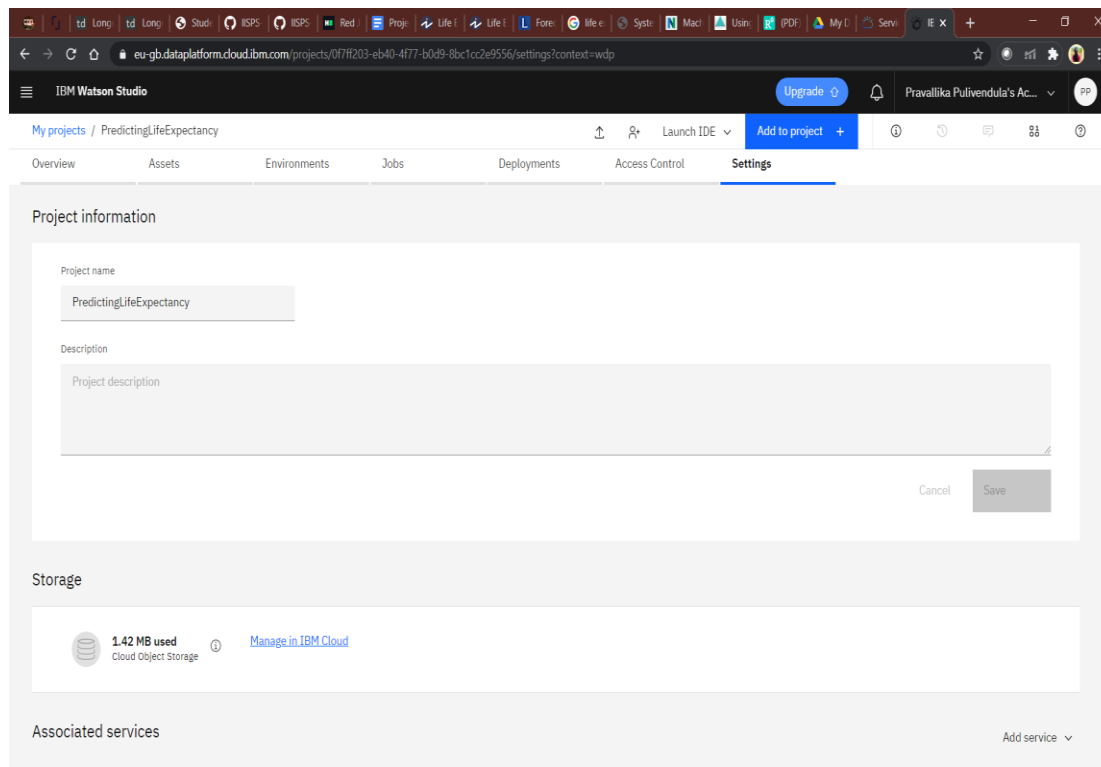 td Long td Long Stude IISPS IISPS Red Proje Life E Life E Forec life e Syste Mach Using (PDF) My D Servi IE
eu-gb.dataplatform.cloud.ibm.com/projects/0f7ff203-eb40-4f77-b0d9-8bc1cc2e9556/settings?context=wdp
IBM Watson Studio Upgrade Pravallika Pulivendula's Ac... PP
My projects / PredictingLifeExpectancy Launch IDE Add to project +
Overview Assets Environments Jobs Deployments Access Control Settings
Project information
Project name
PredictingLifeExpectancy
Description
Project description
Cancel Save
Storage
1.42 MB used Manage in IBM Cloud
Cloud Object Storage
Associated services
Add service